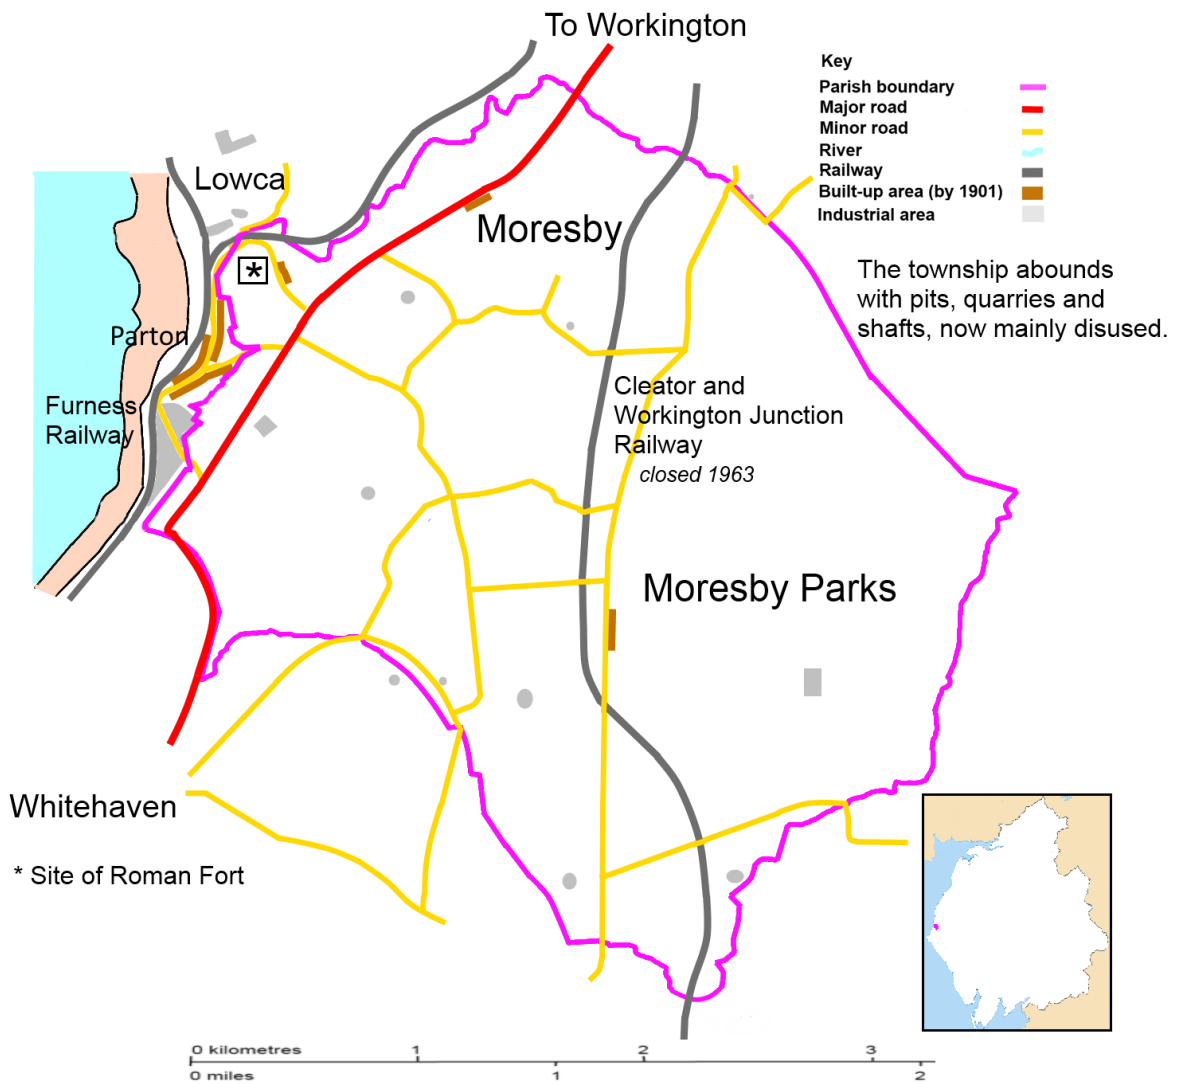 To Workington
Key
Parish boundary
Major road
Minor road
River
Railway
Built-up area (by 1901)
Industrial area
Lowca
Moresby
*
The township abounds
with pits, quarries and
shafts, now mainly disused.
Parton
Furness
Railway
Cleator and
Workington Junction
Railway
closed 1963
Moresby Parks
Whitehaven
* Site of Roman Fort
0 kilometres 1 2 3
0 miles 1 2